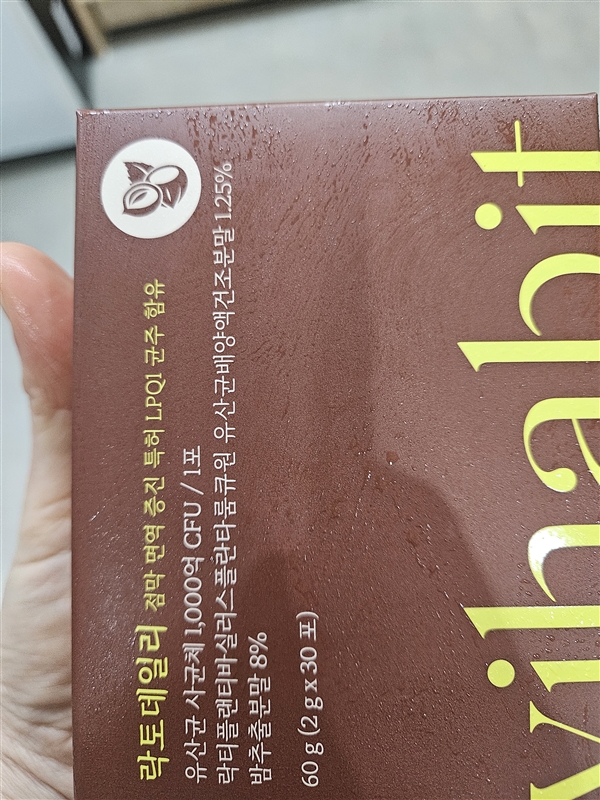 락토데일리 점막 면역 증진 특허 LPQ1 균주 함유
유산균 사균체 1,000억 CFU / 1포
락티플랜티바실러스플란타룸큐원 유산균배양액건조분말 1.25%
밤추출분말 8%
60 g (2 g x 30 포)
vihabit